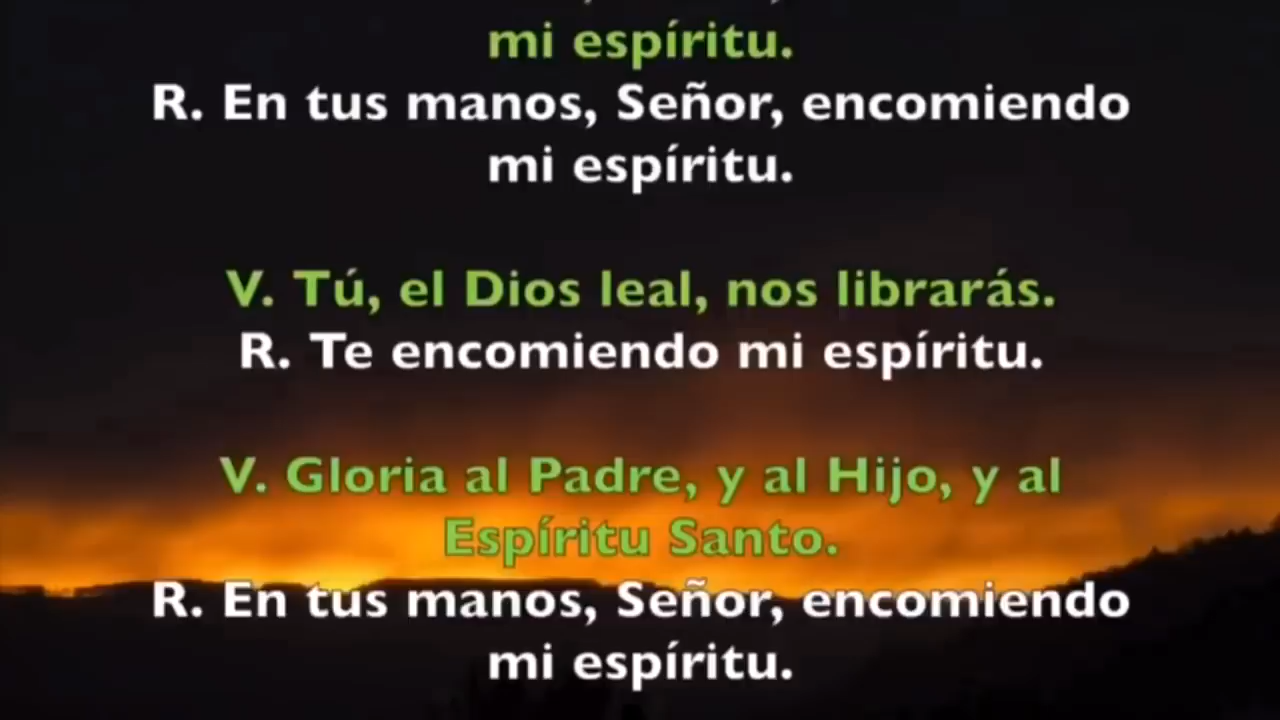 mi espíritu.
R. En tus manos, Señor, encomiendo
mi espíritu.
V. Tú, el Dios leal, nos librarás.
R. Te encomiendo mi espíritu.
V. Gloria al Padre, y al Hijo, y al
Espíritu Santo.
R. En tus manos, Señor, encomiendo
mi espíritu.